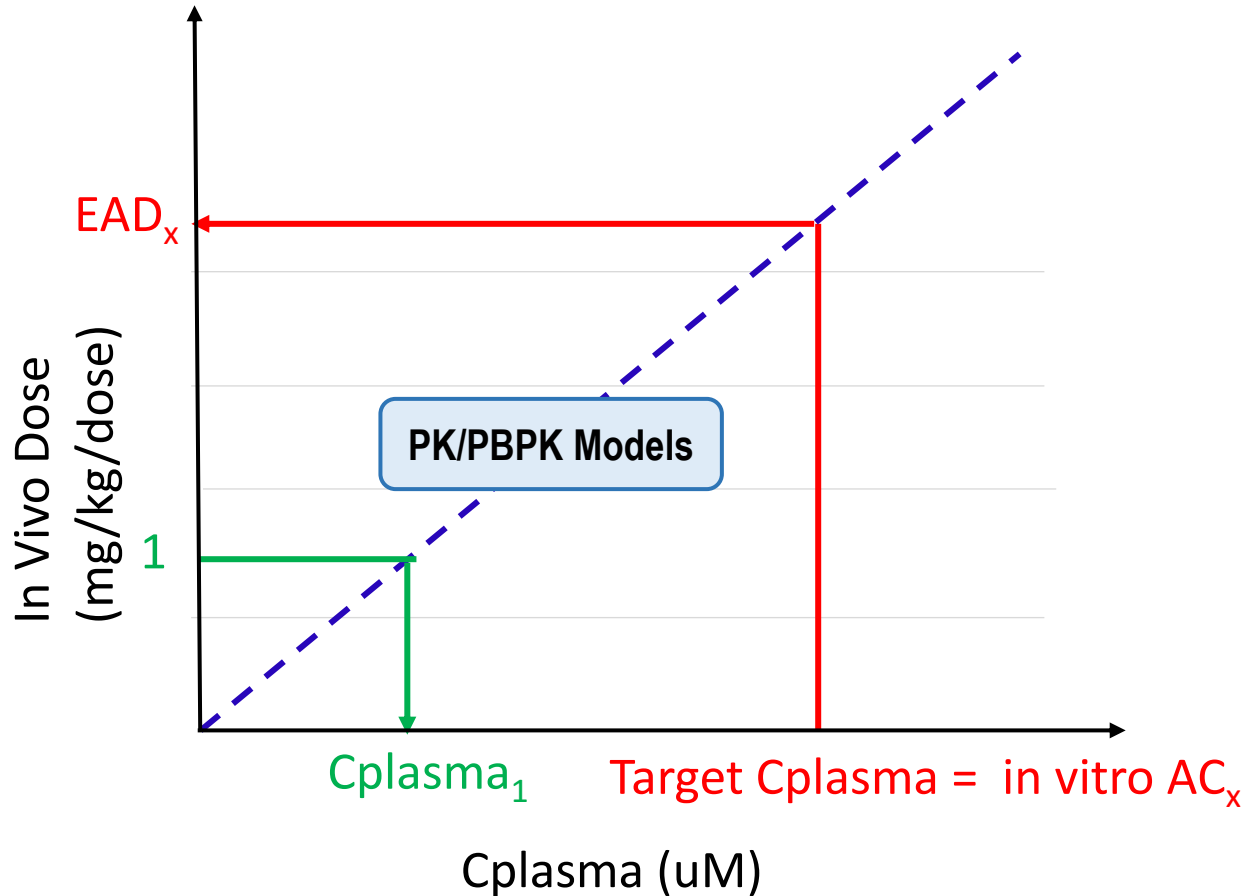 EADₓ
In Vivo Dose
(mg/kg/dose)
PK/PBPK Models
1
Cplasma₁
Target Cplasma = in vitro ACₓ
Cplasma (uM)